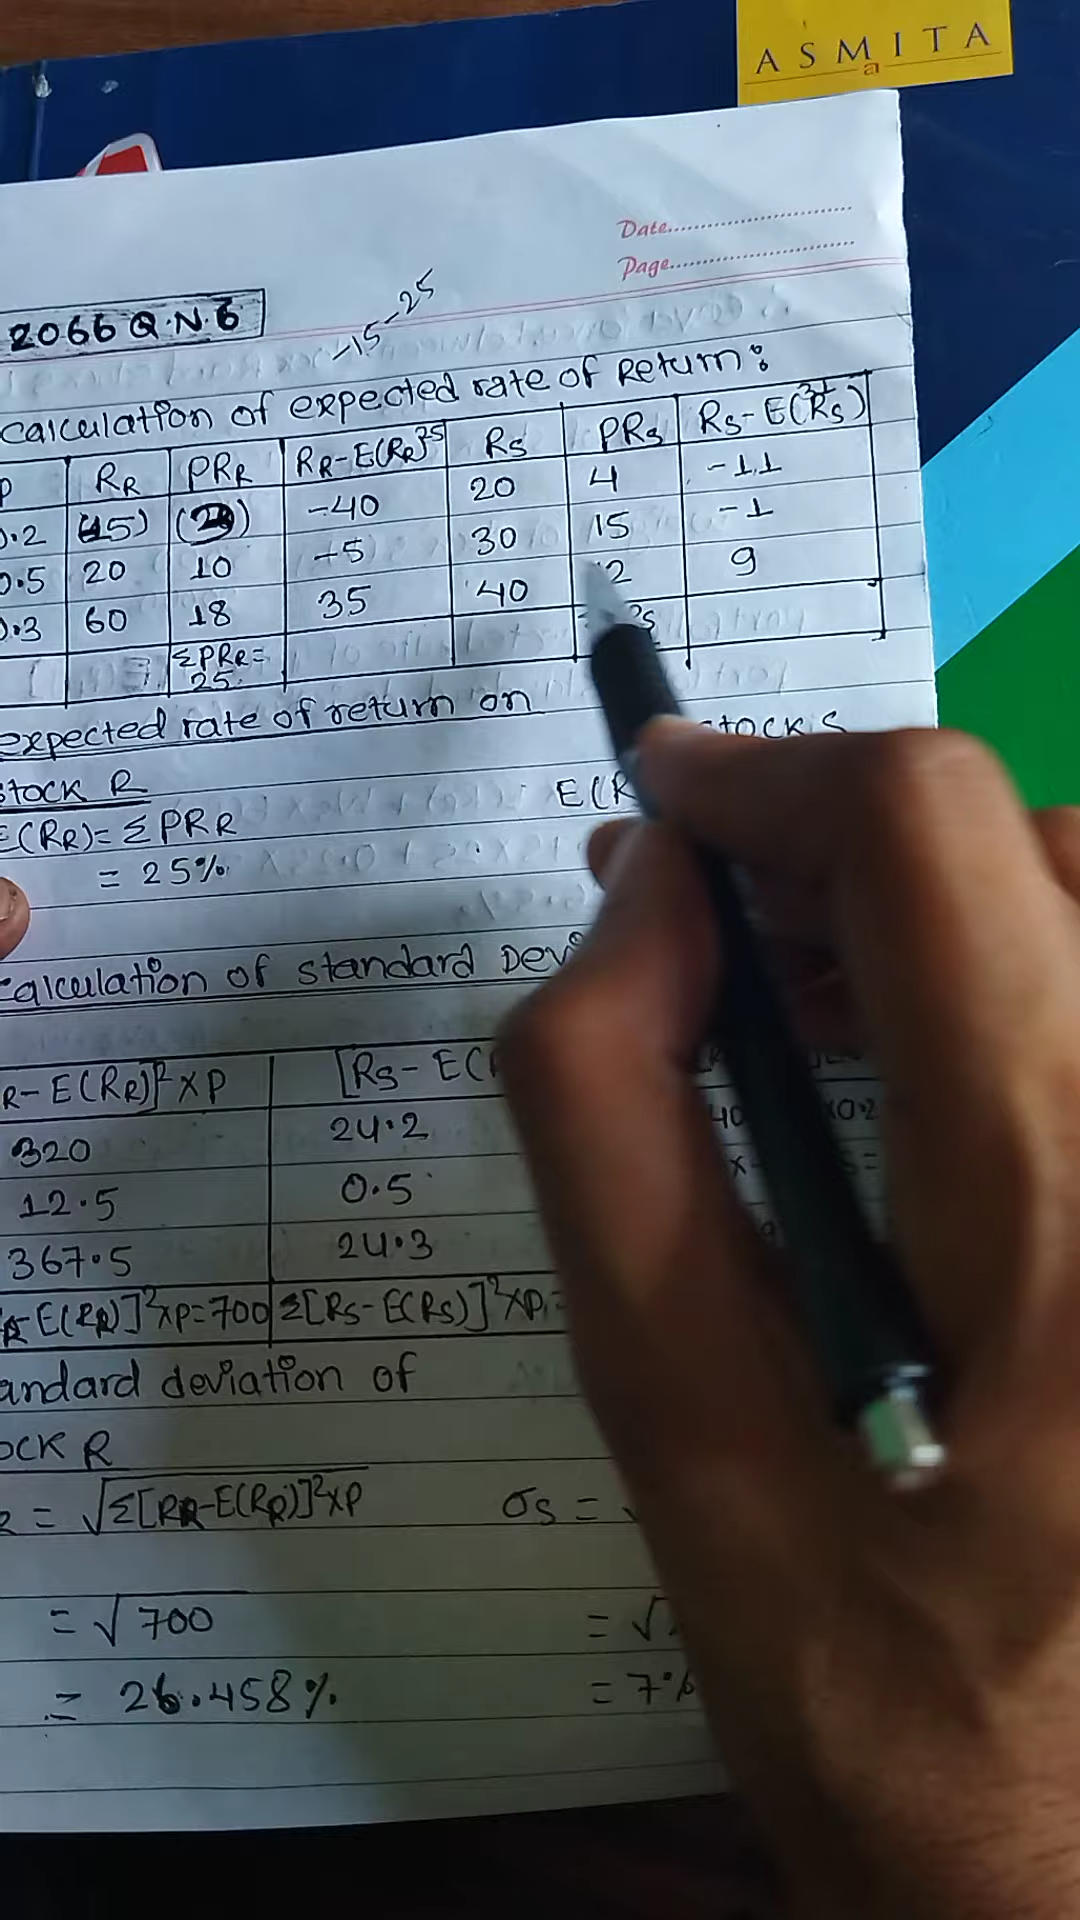 ASMITA
a
Date
Page
2066 Q.N.6
-15-25
calculation of expected rate of Return:
P RR PRR RR-E(RR) 25 RS PRS RS-E(RS) 31
0.2 (15) -40 20 4 -11
0.5 20 10 -5 30 15 -1
0.3 60 18 35 40 12 9
ΣPRR=
25
expected rate of return on
stock R stock S
E(RR)=ΣPRR E(R
= 25%
calculation of standard Devi
R-E(RR)]²XP [RS-E(
320 24.2 40 x0.2
12.5 0.5
367.5 24.3
E(RR)]²XP=700 Σ[RS-E(RS)]²XP=
andard deviation of
ock R
R = √Σ[RR-E(RR)]²XP σS = √
= √700 = √
= 26.458% = 7%